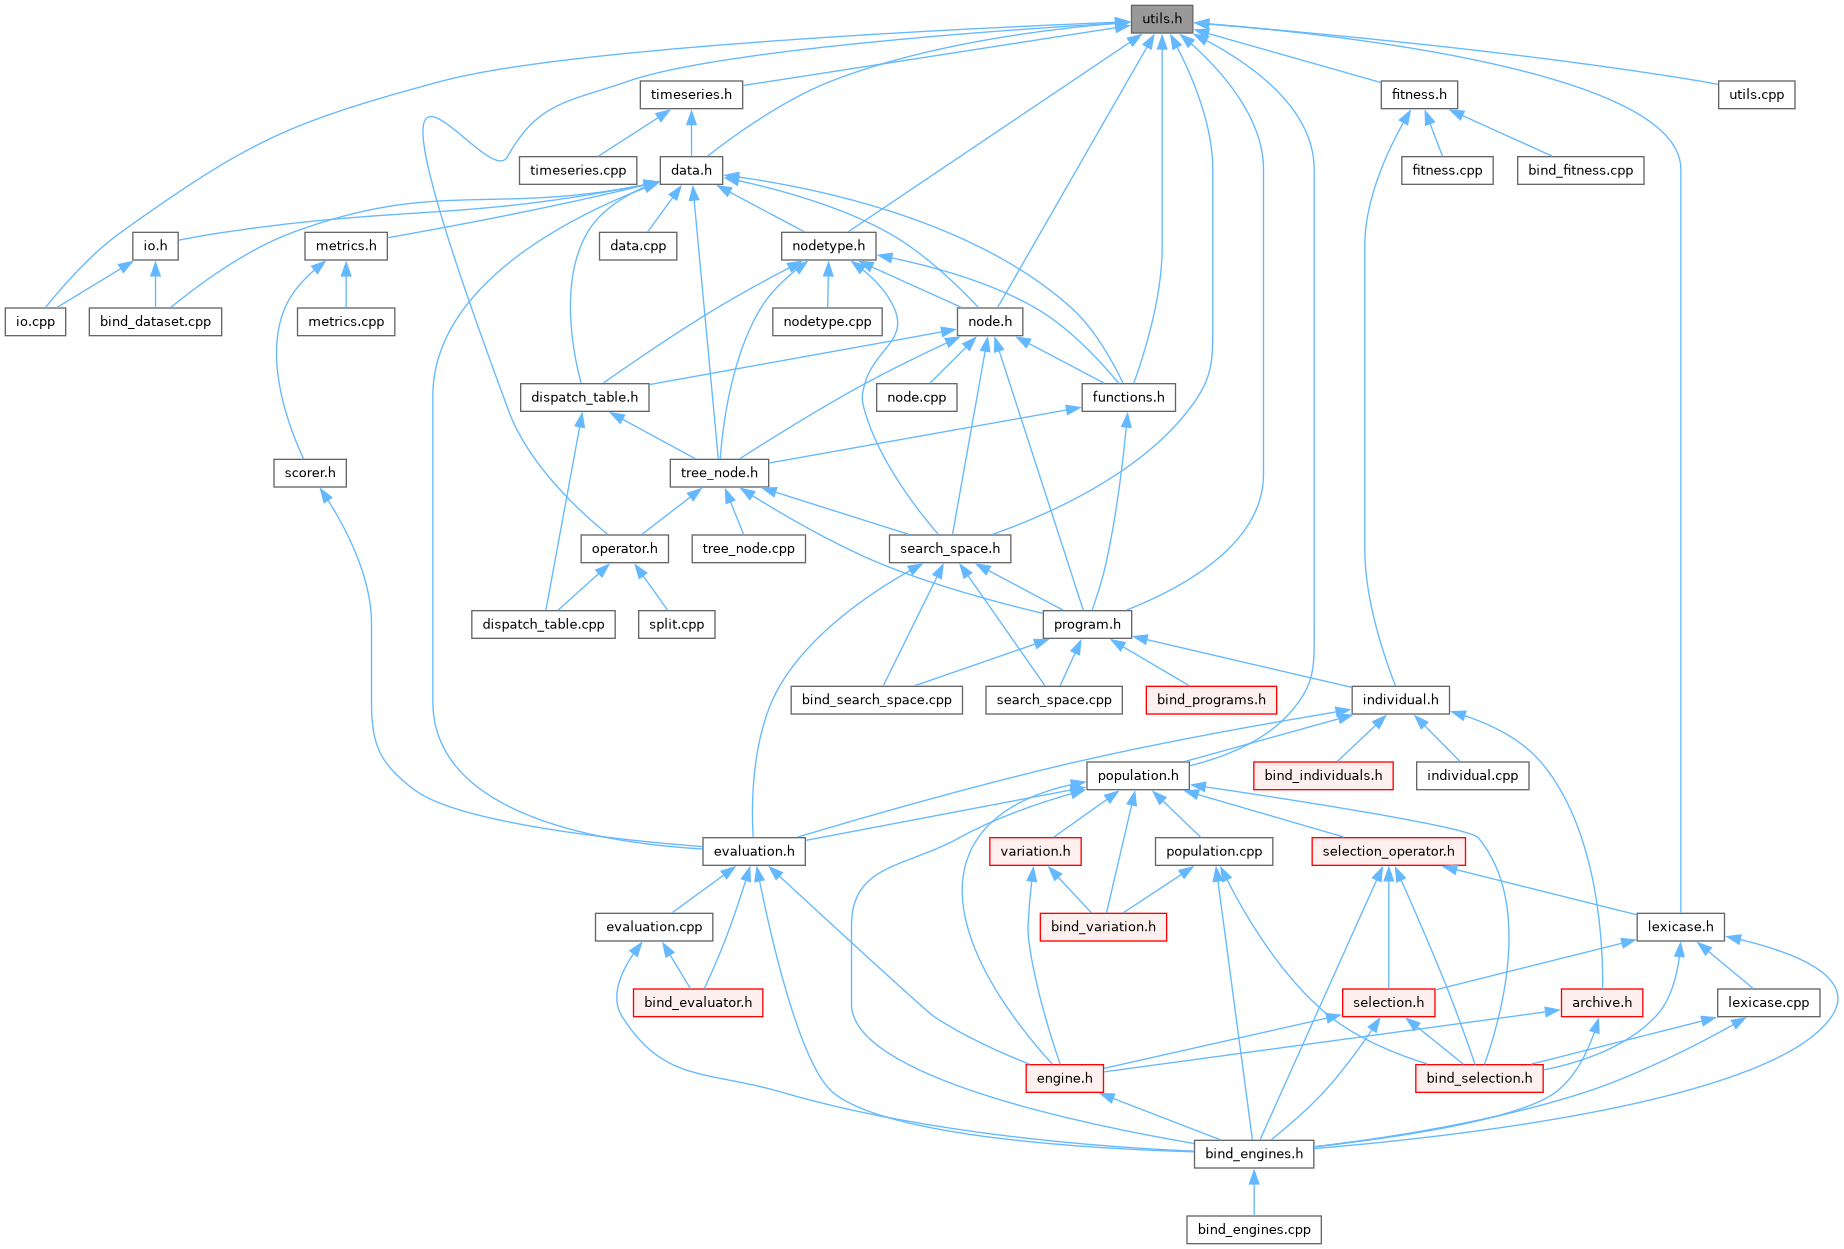 utils.h
timeseries.h
fitness.h
utils.cpp
timeseries.cpp
data.h
fitness.cpp
bind_fitness.cpp
io.h
metrics.h
data.cpp
nodetype.h
io.cpp
bind_dataset.cpp
metrics.cpp
nodetype.cpp
node.h
dispatch_table.h
node.cpp
functions.h
scorer.h
tree_node.h
operator.h
tree_node.cpp
search_space.h
dispatch_table.cpp
split.cpp
program.h
bind_search_space.cpp
search_space.cpp
bind_programs.h
individual.h
population.h
bind_individuals.h
individual.cpp
evaluation.h
variation.h
population.cpp
selection_operator.h
evaluation.cpp
bind_variation.h
lexicase.h
bind_evaluator.h
selection.h
archive.h
lexicase.cpp
engine.h
bind_selection.h
bind_engines.h
bind_engines.cpp